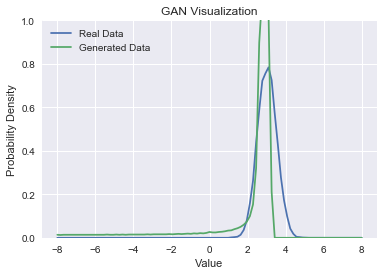 GAN Visualization
Real Data
Generated Data
Probability Density
1.0
0.8
0.6
0.4
0.2
0.0
−8 −6 −4 −2 0 2 4 6 8
Value